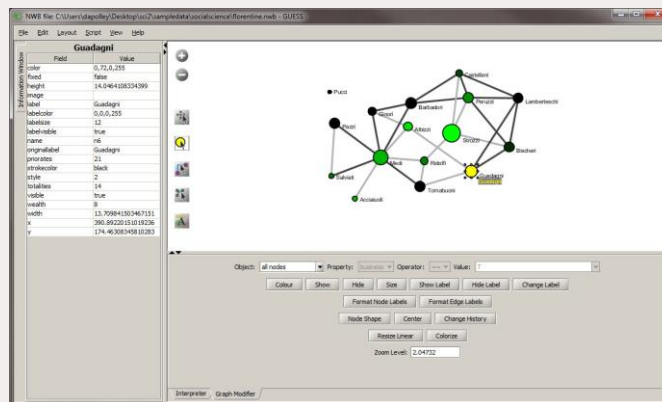 NWB file: C:\Users\dapolley\Desktop\sci2\sampledata\socialscience\florentine.nwb - GUESS
File Edit Layout Script View Help
Information Window
Guadagni
Field Value
color 0,72,0,255
fixed false
height 14.0464108334399
image
label Guadagni
labelcolor 0,0,0,255
labelsize 12
labelvisible true
name n6
originallabel Guadagni
priorates 21
strokecolor black
style 2
totalities 14
visible true
wealth 8
width 13.709841503467151
x 390.89220151019236
y 174.46308345810283
Castellani
Pucci
Peruzzi
Lamberteschi
Barbadori
Ginori
Pazzi
Albizzi
Strozzi
Bischeri
Medici
Ridolfi
Guadagni
Salviati
Tornabuoni
Acciaiuoli
Object: all nodes Property: business Operator: == Value: 7
Colour Show Hide Size Show Label Hide Label Change Label
Format Node Labels Format Edge Labels
Node Shape Center Change History
Resize Linear Colorize
Zoom Level: 2.04732
Interpreter Graph Modifier